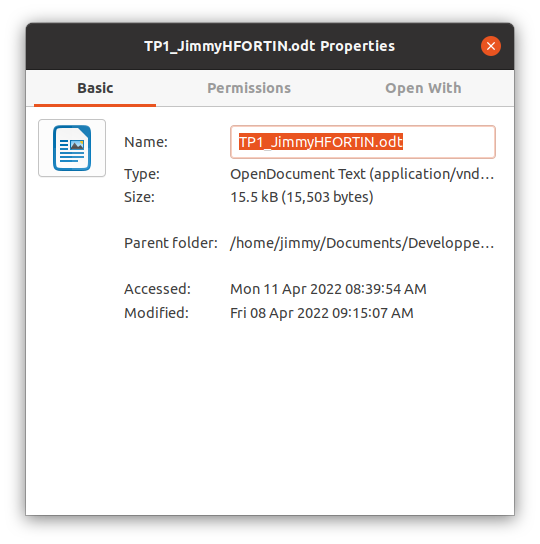 TP1_JimmyHFORTIN.odt Properties
Basic Permissions Open With
Name: TP1_JimmyHFORTIN.odt
Type: OpenDocument Text (application/vnd…
Size: 15.5 kB (15,503 bytes)
Parent folder: /home/jimmy/Documents/Developpe…
Accessed: Mon 11 Apr 2022 08:39:54 AM
Modified: Fri 08 Apr 2022 09:15:07 AM